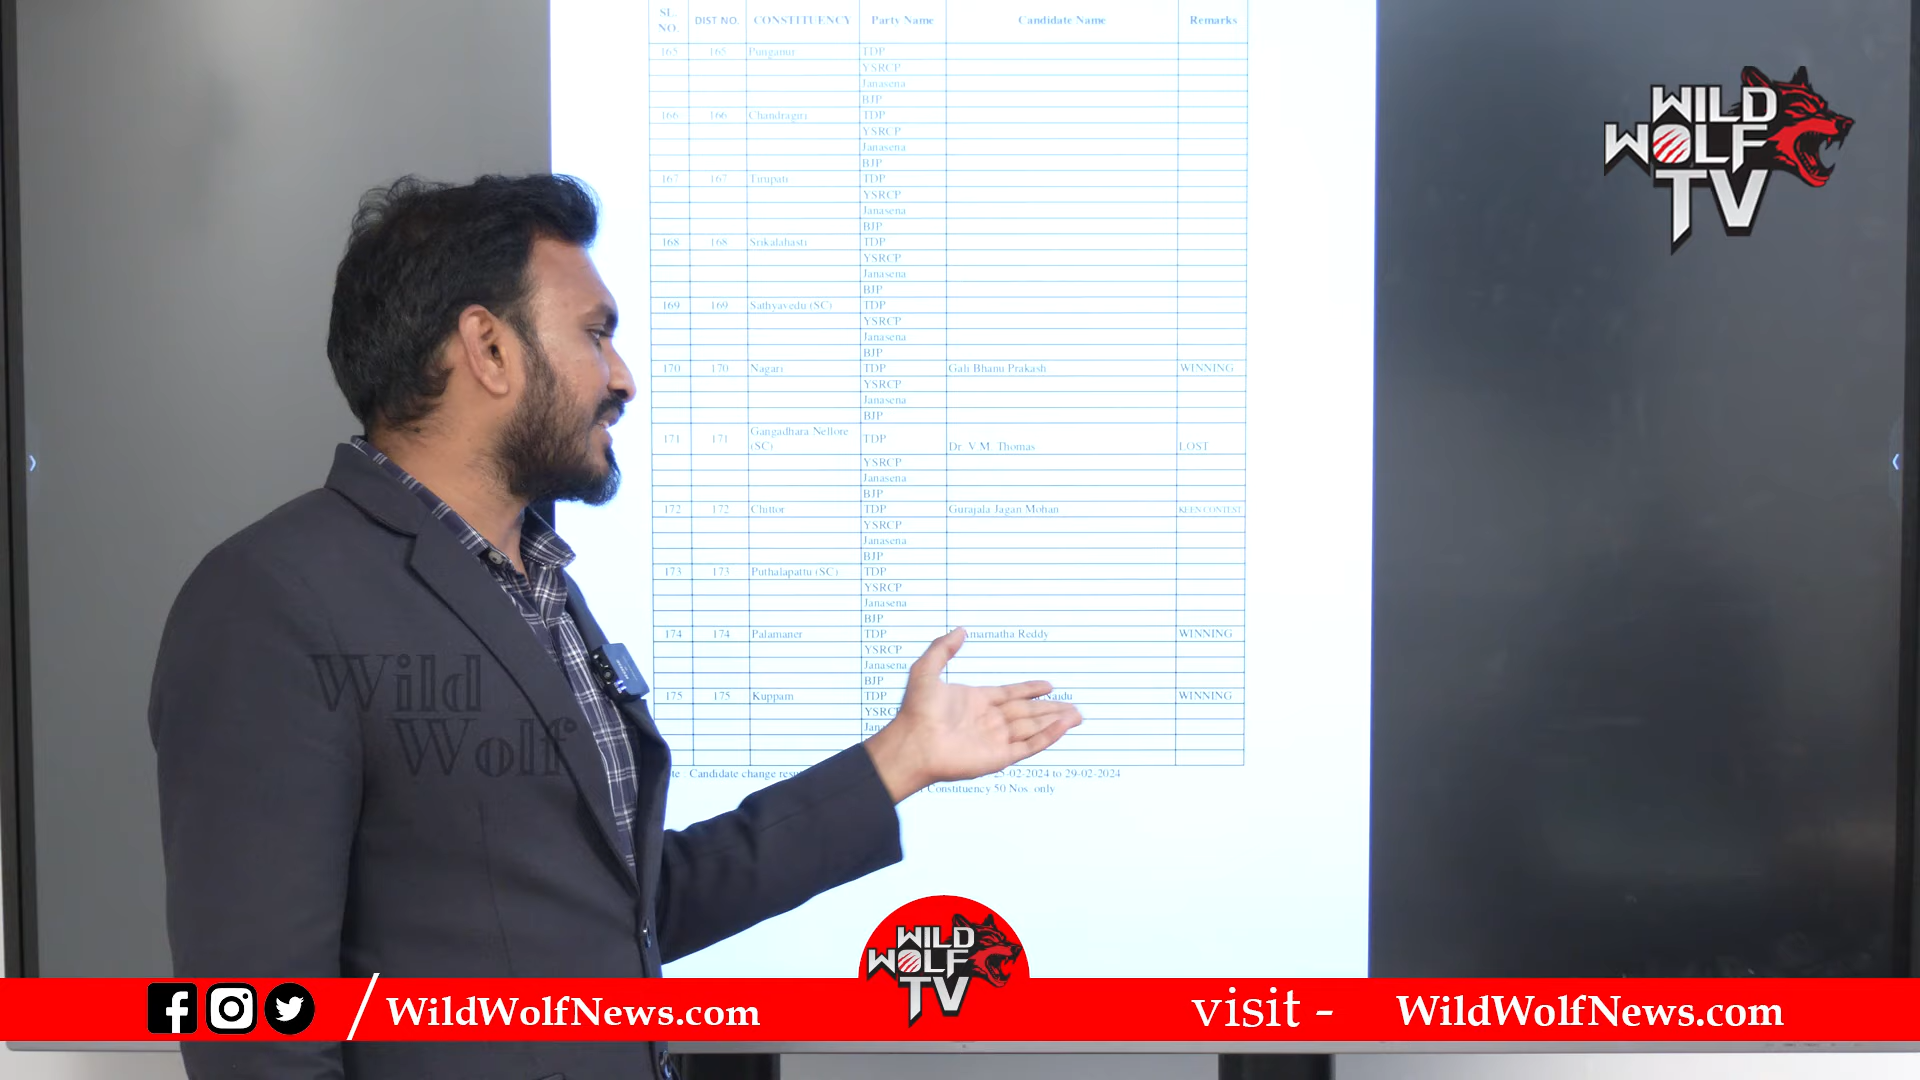 SL. NO. DIST NO. CONSTITUENCY Party Name Candidate Name Remarks
165 165 Punganur TDP
YSRCP
Janasena
BJP
166 166 Chandragiri TDP
YSRCP
Janasena
BJP
167 167 Tirupati TDP
YSRCP
Janasena
BJP
168 168 Srikalahasti TDP
YSRCP
Janasena
BJP
169 169 Sathyavedu (SC) TDP
YSRCP
Janasena
BJP
170 170 Nagari TDP Gali Bhanu Prakash WINNING
YSRCP
Janasena
BJP
171 171 Gangadhara Nellore (SC) TDP Dr. V.M. Thomas LOST
YSRCP
Janasena
BJP
172 172 Chittor TDP Gurajala Jagan Mohan KEEN CONTEST
YSRCP
Janasena
BJP
173 173 Puthalapattu (SC) TDP
YSRCP
Janasena
BJP
174 174 Palamaner TDP Amarnatha Reddy WINNING
YSRCP
Janasena
BJP
175 175 Kuppam TDP Naidu WINNING
Candidate change 25-02-2024 to 29-02-2024
Constituency 50 Nos. only
WILD
WOLF
TV
Wild
Wolf
WILD
WOLF
TV
WildWolfNews.com
visit - WildWolfNews.com